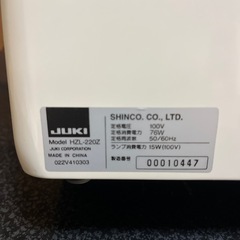 JUKI
Model HZL-220Z
JUKI CORPORATION
MADE IN CHINA
022V410303
SHINCO. CO., LTD.
定格電圧 100V
定格消費電力 76W
定格周波数 50/60Hz
ランプ消費電力 15W(100V)
製造番号
00010447